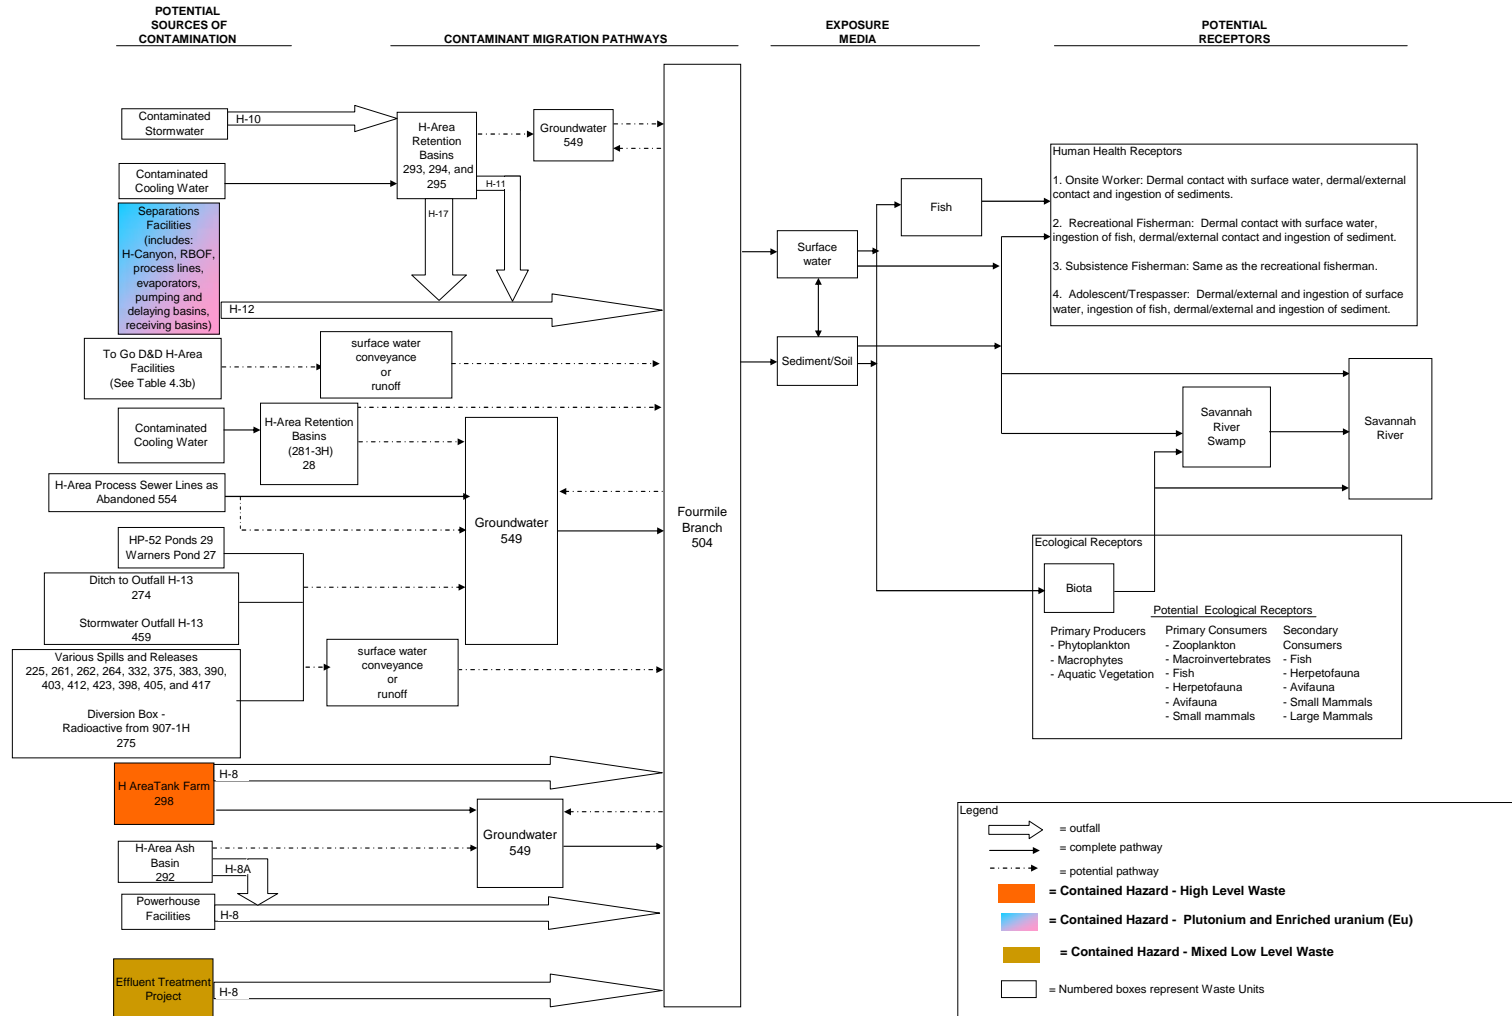 POTENTIAL
SOURCES OF
CONTAMINATION
CONTAMINANT MIGRATION PATHWAYS
EXPOSURE
MEDIA
POTENTIAL
RECEPTORS
Contaminated
Stormwater
H-10
H-Area
Retention
Basins
293, 294, and
295
Groundwater
549
Contaminated
Cooling Water
H-11
H-17
Separations
Facilities
(includes:
H-Canyon, RBOF,
process lines,
evaporators,
pumping and
delaying basins,
receiving basins)
H-12
To Go D&D H-Area
Facilities
(See Table 4.3b)
surface water
conveyance
or
runoff
Contaminated
Cooling Water
H-Area Retention
Basins
(281-3H)
28
H-Area Process Sewer Lines as
Abandoned 554
Groundwater
549
HP-52 Ponds 29
Warners Pond 27
Ditch to Outfall H-13
274
Stormwater Outfall H-13
459
Various Spills and Releases
225, 261, 262, 264, 332, 375, 383, 390,
403, 412, 423, 398, 405, and 417
Diversion Box -
Radioactive from 907-1H
275
surface water
conveyance
or
runoff
H AreaTank Farm
298
H-8
Groundwater
549
H-Area Ash
Basin
292
H-8A
Powerhouse
Facilities
H-8
Effluent Treatment
Project
H-8
Fourmile
Branch
504
Surface
water
Sediment/Soil
Fish
Human Health Receptors
1. Onsite Worker: Dermal contact with surface water, dermal/external
contact and ingestion of sediments.
2. Recreational Fisherman: Dermal contact with surface water,
ingestion of fish, dermal/external contact and ingestion of sediment.
3. Subsistence Fisherman: Same as the recreational fisherman.
4. Adolescent/Trespasser: Dermal/external and ingestion of surface
water, ingestion of fish, dermal/external and ingestion of sediment.
Savannah
River
Swamp
Savannah
River
Ecological Receptors
Biota
Potential Ecological Receptors
Primary Producers
- Phytoplankton
- Macrophytes
- Aquatic Vegetation
Primary Consumers
- Zooplankton
- Macroinvertebrates
- Fish
- Herpetofauna
- Avifauna
- Small mammals
Secondary
Consumers
- Fish
- Herpetofauna
- Avifauna
- Small Mammals
- Large Mammals
Legend
= outfall
= complete pathway
= potential pathway
= Contained Hazard - High Level Waste
= Contained Hazard - Plutonium and Enriched uranium (Eu)
= Contained Hazard - Mixed Low Level Waste
= Numbered boxes represent Waste Units